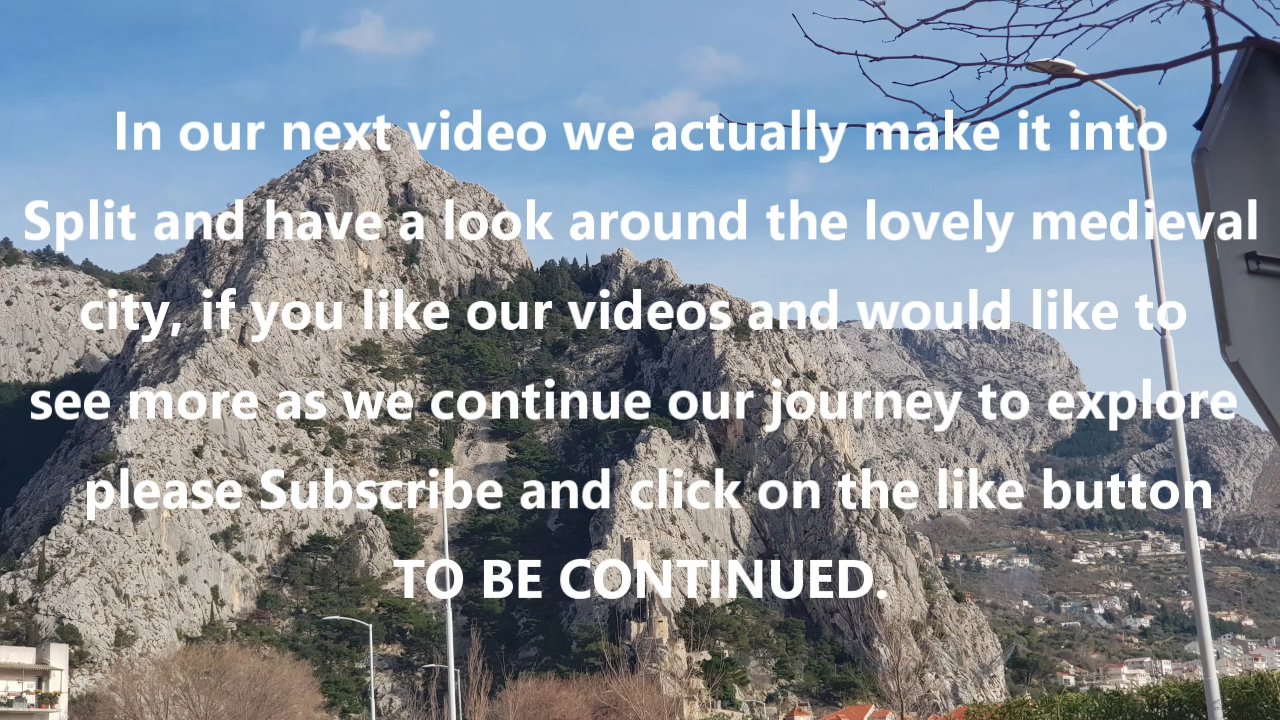 In our next video we actually make it into
Split and have a look around the lovely medieval
city, if you like our videos and would like to
see more as we continue our journey to explore
please Subscribe and click on the like button
TO BE CONTINUED.